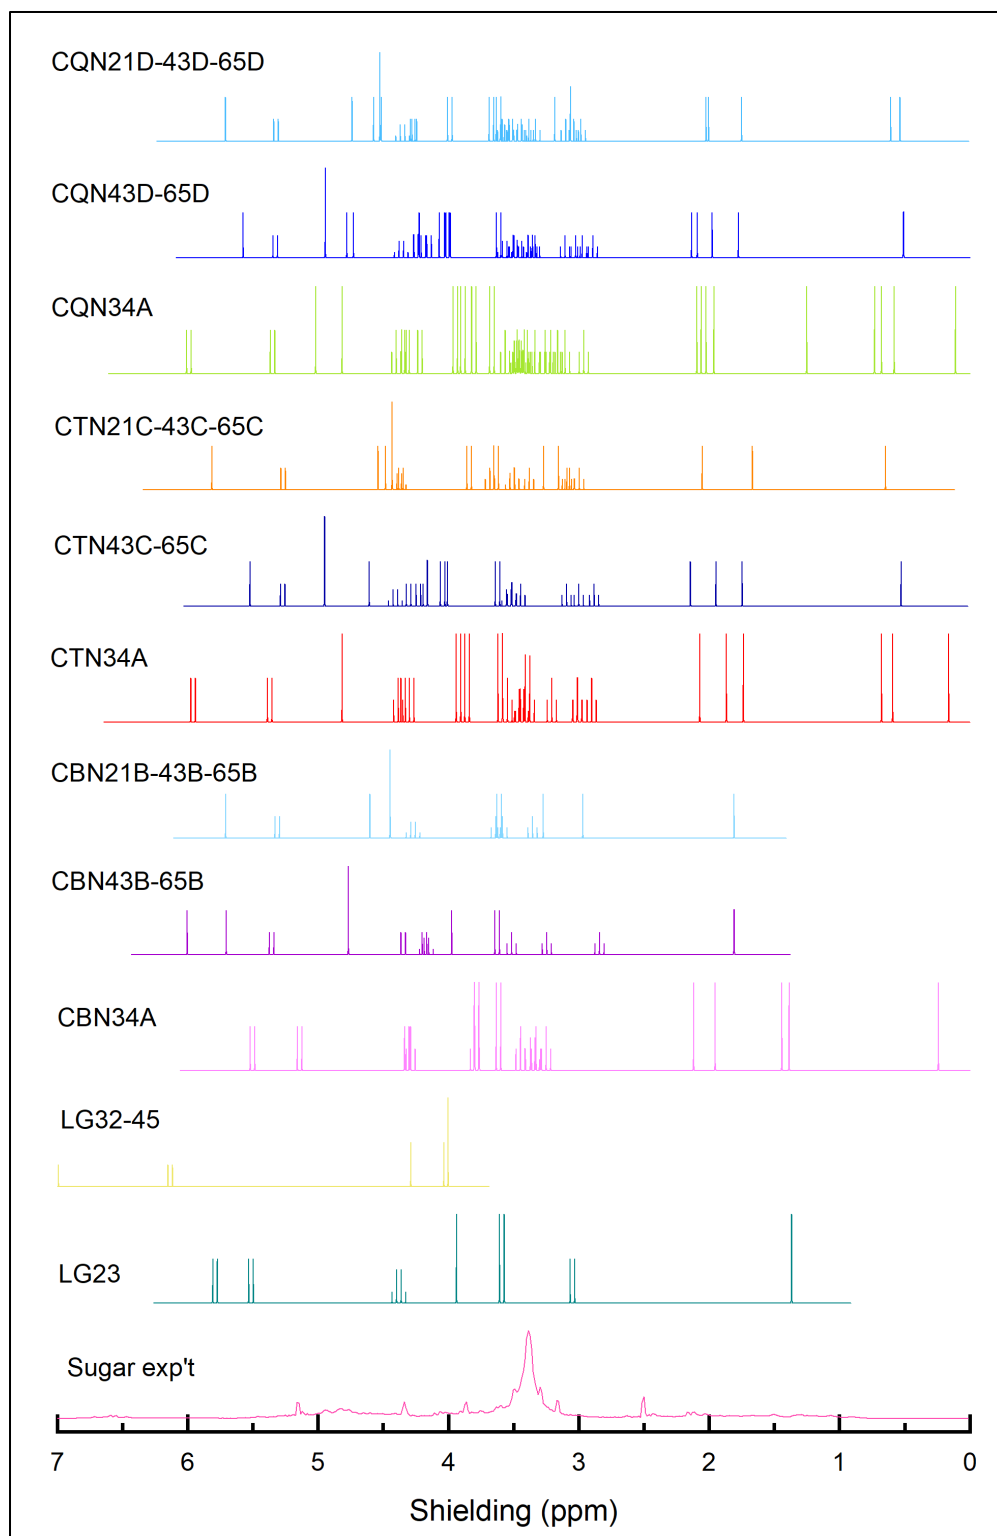 CQN21D-43D-65D
CQN43D-65D
CQN34A
CTN21C-43C-65C
CTN43C-65C
CTN34A
CBN21B-43B-65B
CBN43B-65B
CBN34A
LG32-45
LG23
Sugar exp't
7 6 5 4 3 2 1 0
Shielding (ppm)